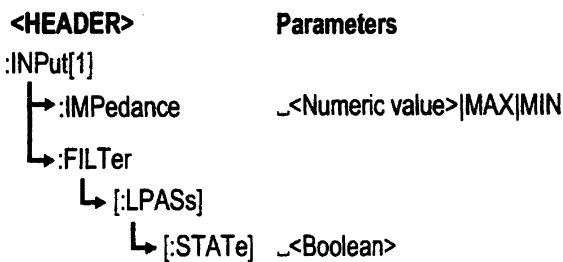 <HEADER> Parameters
:INPut[1]
:IMPedance ⎵<Numeric value>|MAX|MIN
:FILTer
[:LPASs]
[:STATe] ⎵<Boolean>